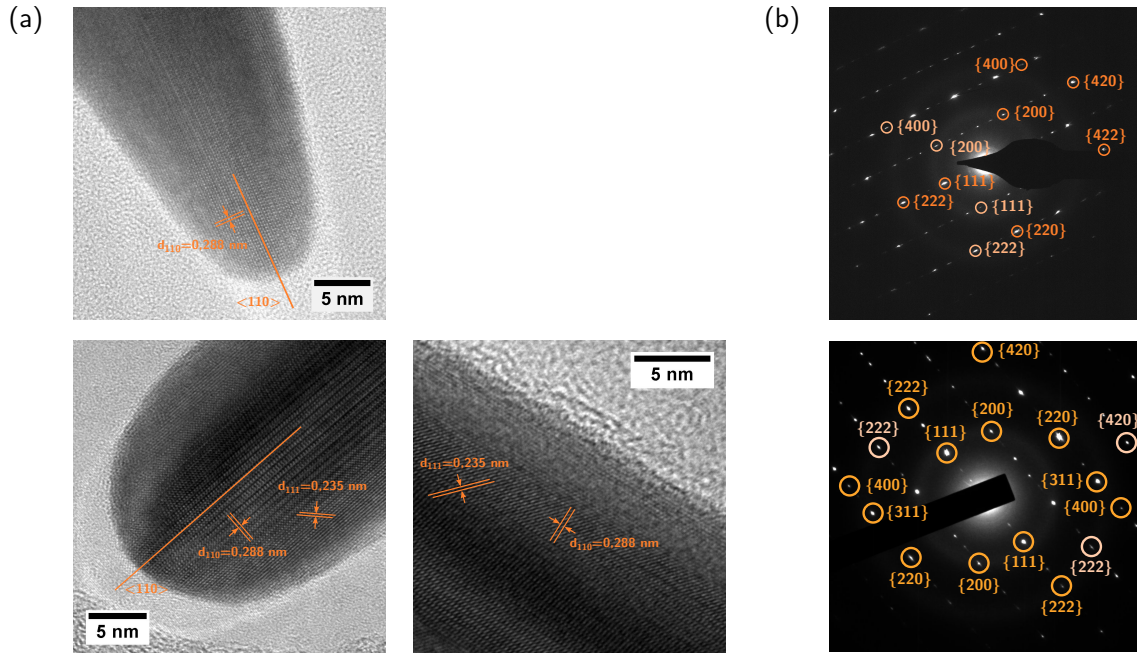 (a)
(b)
d110=0.288 nm
<110>
5 nm
{400}
{420}
{400}
{200}
{200}
{422}
{111}
{222}
{111}
{220}
{222}
5 nm
d111=0.235 nm
d110=0.288 nm
<110>
5 nm
d111=0.235 nm
d110=0.288 nm
{420}
{222}
{200}
{220}
{420}
{222}
{111}
{311}
{400}
{400}
{311}
{111}
{222}
{220}
{200}
{222}